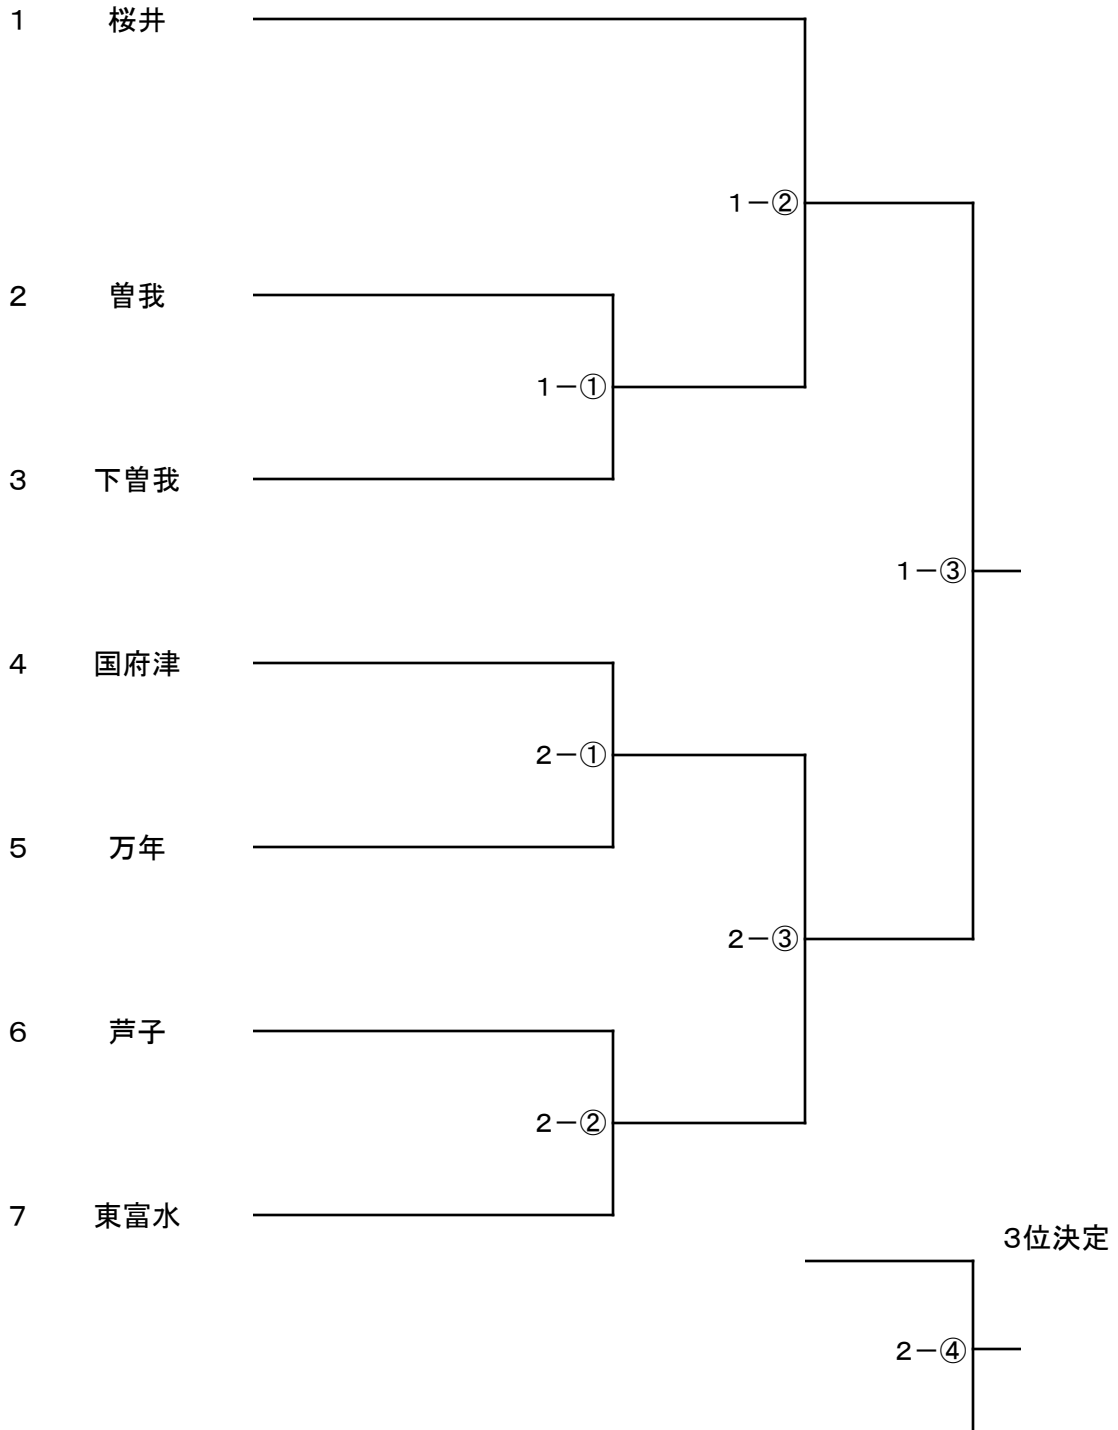 １ 桜井
１－②
２ 曽我
１－①
３ 下曽我
１－③
４ 国府津
２－①
５ 万年
２－③
６ 芦子
２－②
７ 東富水
３位決定
２－④